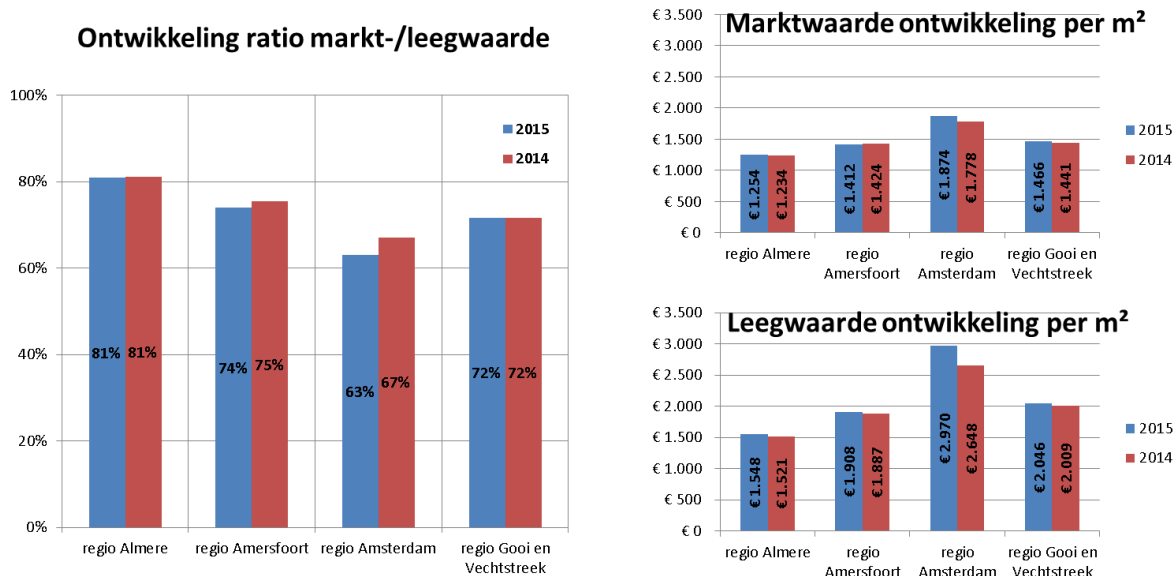 Ontwikkeling ratio markt-/leegwaarde
100%
80%
60%
40%
20%
0%
2015
2014
81% 81%
74% 75%
63% 67%
72% 72%
regio Almere
regio Amersfoort
regio Amsterdam
regio Gooi en
Vechtstreek
Marktwaarde ontwikkeling per m²
€ 3.500
€ 3.000
€ 2.500
€ 2.000
€ 1.500
€ 1.000
€ 500
€ 0
€ 1.254
€ 1.234
€ 1.412
€ 1.424
€ 1.874
€ 1.778
€ 1.466
€ 1.441
2015
2014
regio Almere
regio
Amersfoort
regio
Amsterdam
regio Gooi en
Vechtstreek
Leegwaarde ontwikkeling per m²
€ 3.500
€ 3.000
€ 2.500
€ 2.000
€ 1.500
€ 1.000
€ 500
€ 0
€ 1.548
€ 1.521
€ 1.908
€ 1.887
€ 2.970
€ 2.648
€ 2.046
€ 2.009
2015
2014
regio Almere
regio
Amersfoort
regio
Amsterdam
regio Gooi en
Vechtstreek